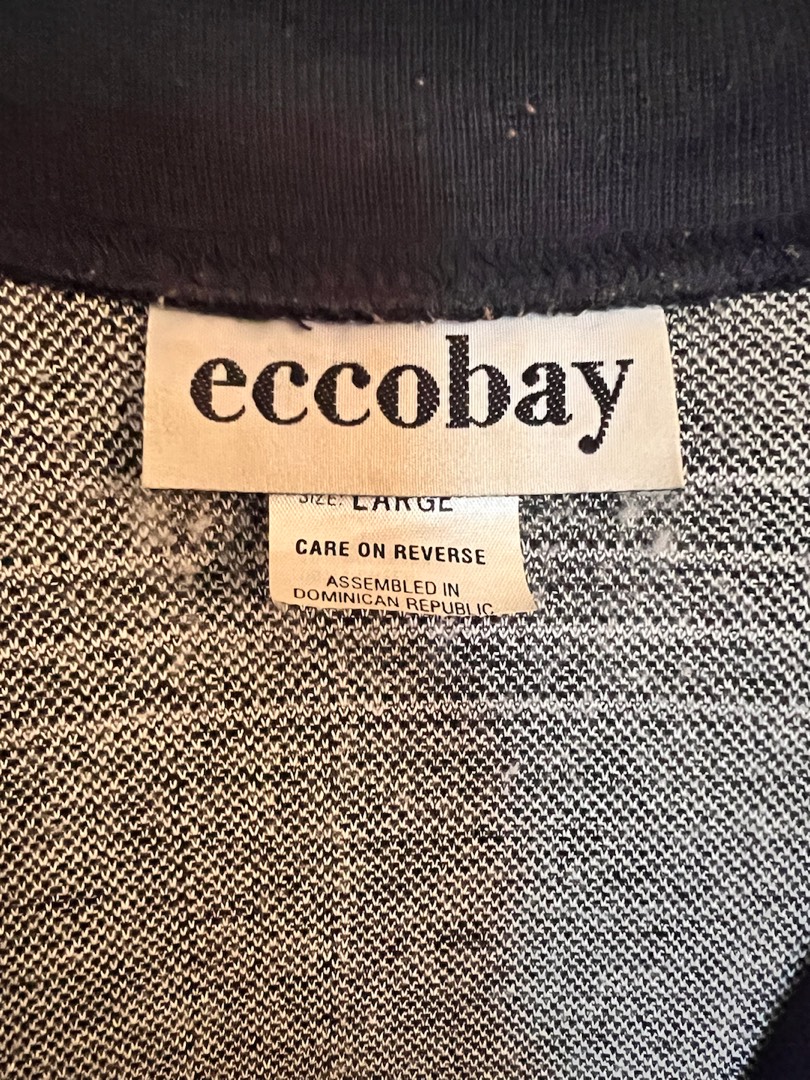 eccobay
SIZE: LARGE
CARE ON REVERSE
ASSEMBLED IN
DOMINICAN REPUBLIC